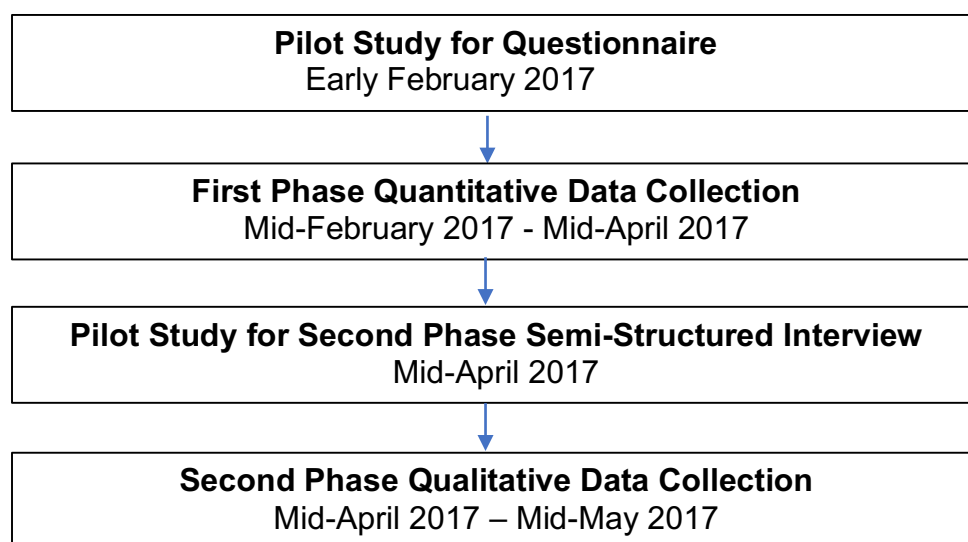 Pilot Study for Questionnaire
Early February 2017
First Phase Quantitative Data Collection
Mid-February 2017 - Mid-April 2017
Pilot Study for Second Phase Semi-Structured Interview
Mid-April 2017
Second Phase Qualitative Data Collection
Mid-April 2017 – Mid-May 2017